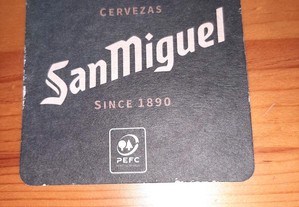 CERVEZAS
SanMiguel
SINCE 1890
PEFC